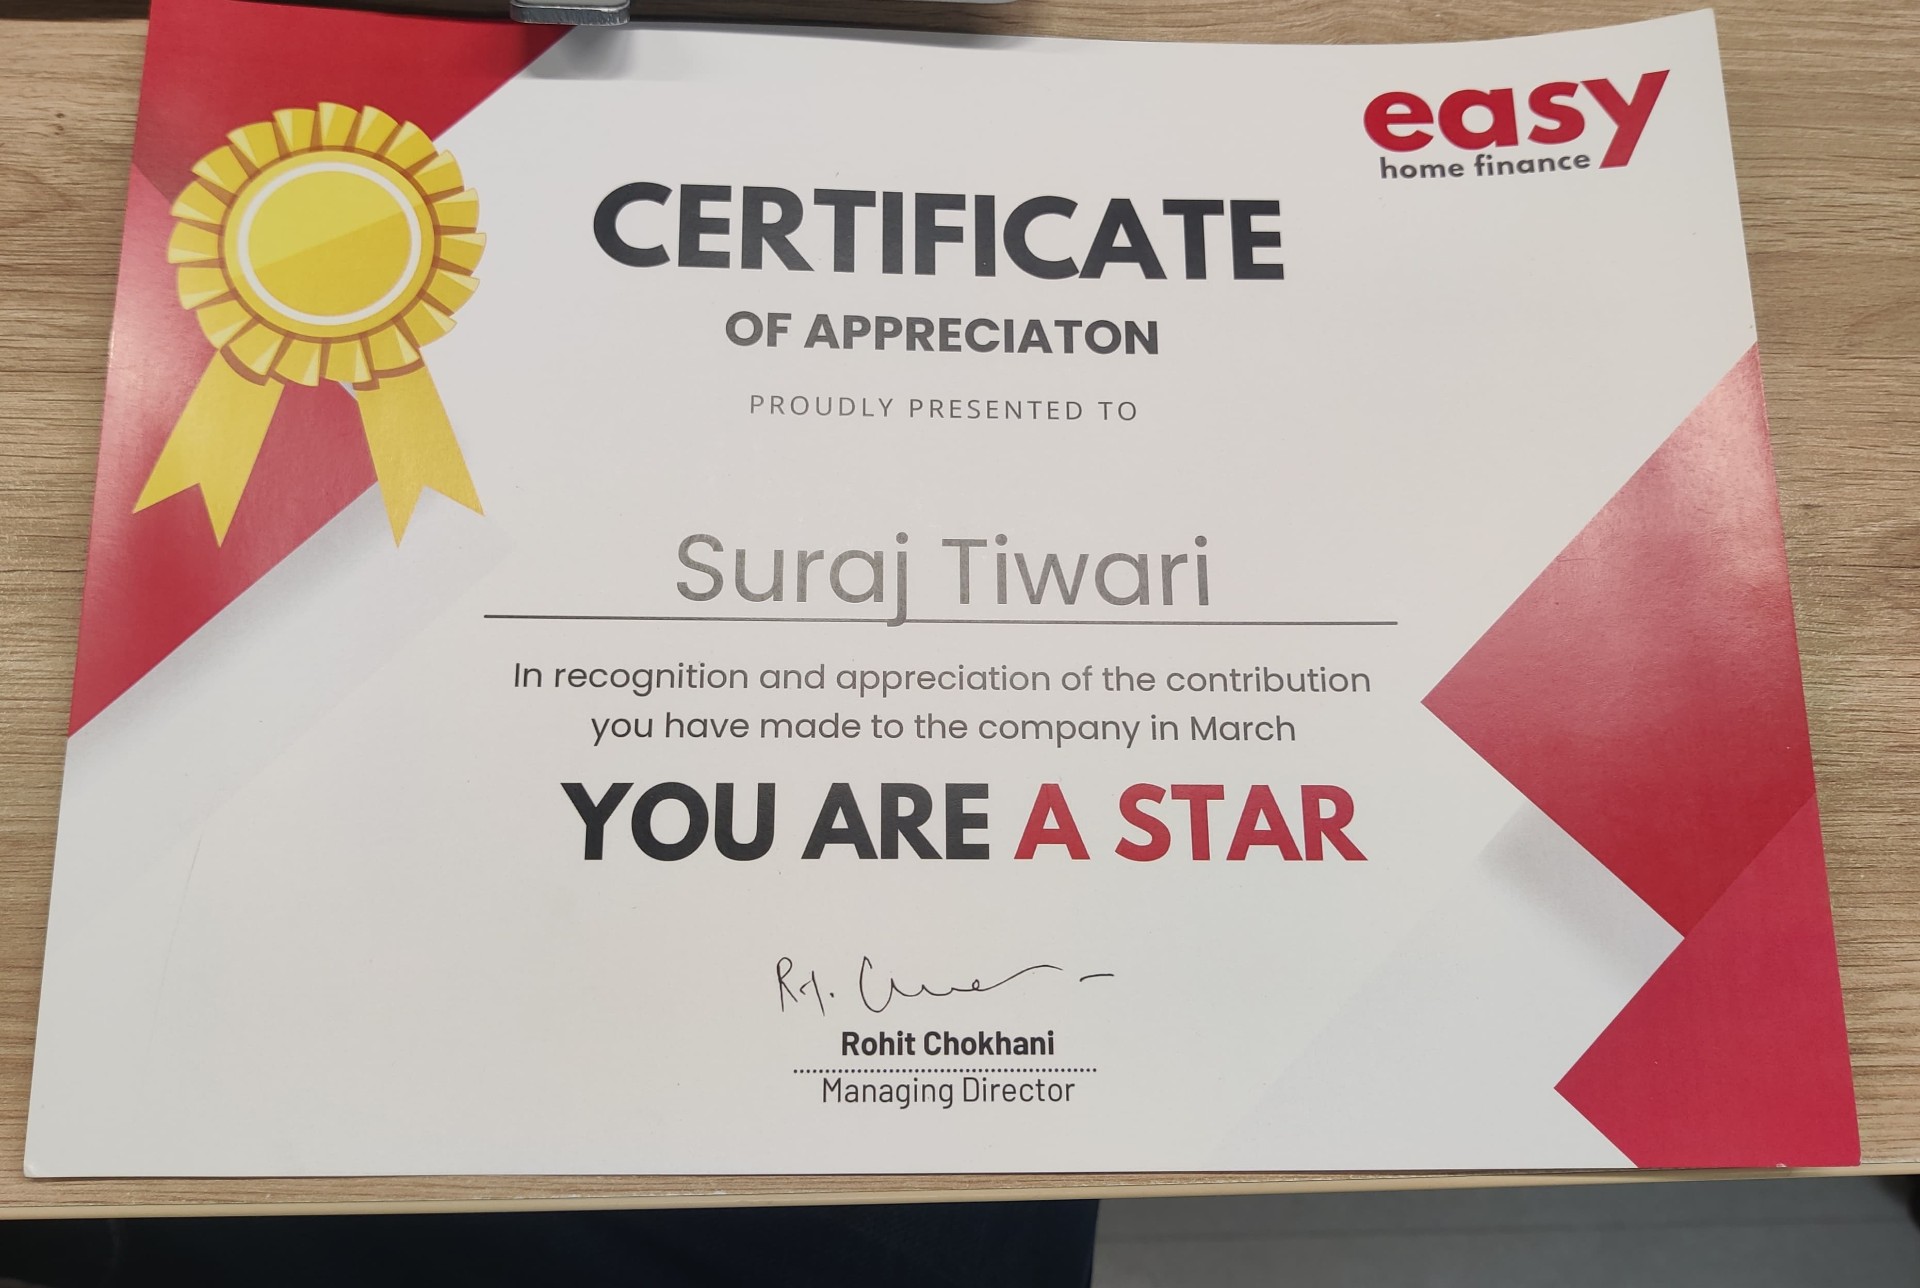 easy
home finance
CERTIFICATE
OF APPRECIATON
PROUDLY PRESENTED TO
Suraj Tiwari
In recognition and appreciation of the contribution
you have made to the company in March
YOU ARE A STAR
Rohit Chokhani
Managing Director